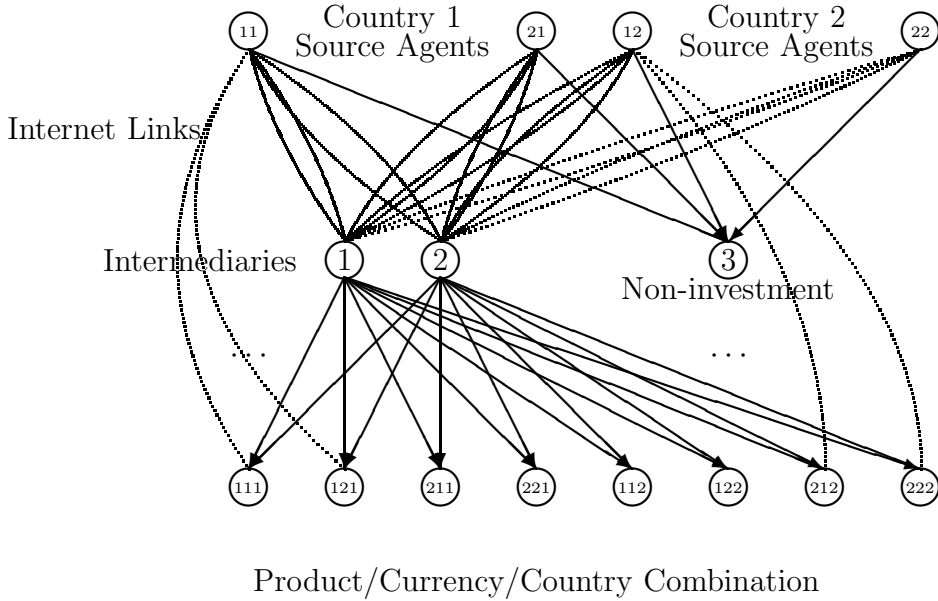 Country 1
Source Agents
Country 2
Source Agents
11
21
12
22
Internet Links
Intermediaries
1
2
3
Non-investment
...
...
111
121
211
221
112
122
212
222
Product/Currency/Country Combination